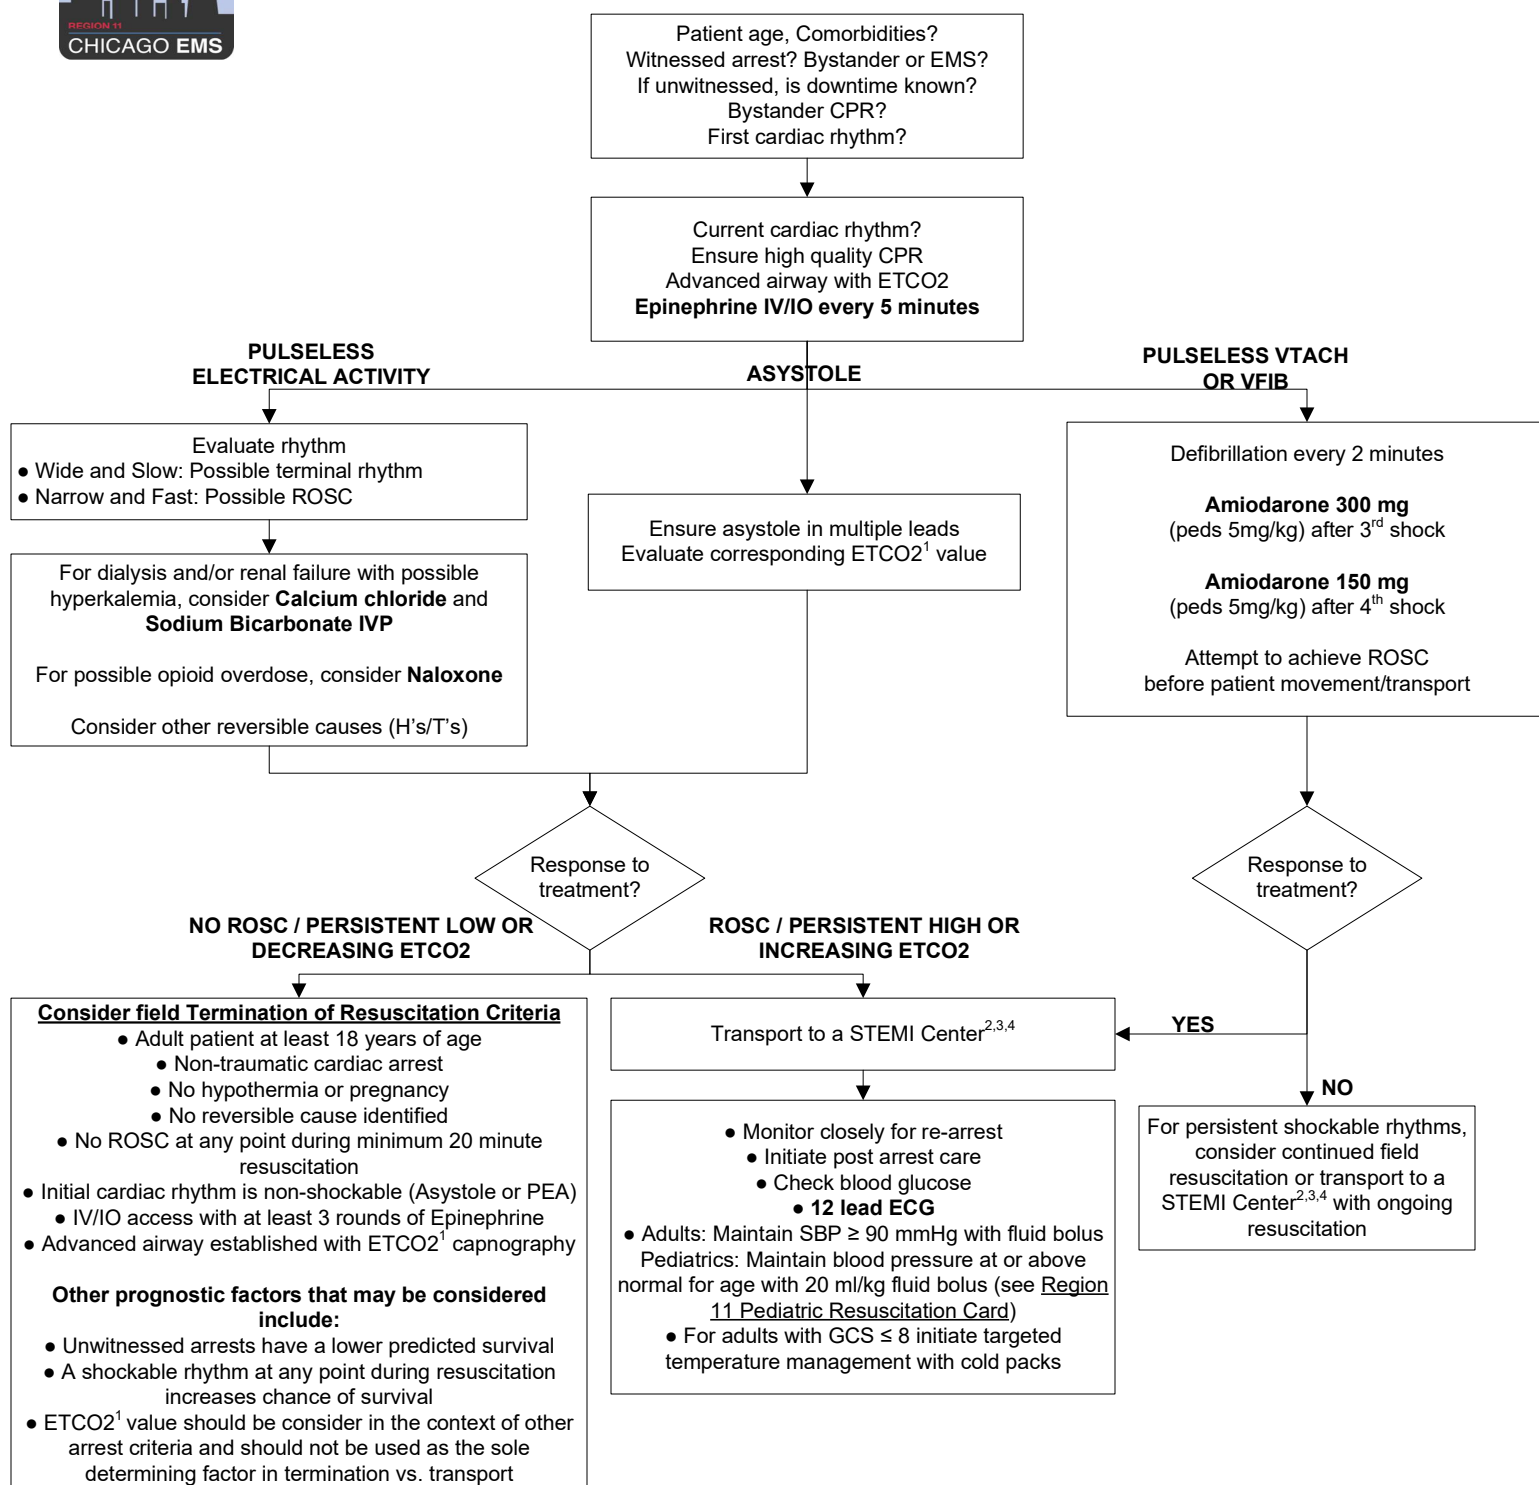 REGION 11
CHICAGO EMS
Patient age, Comorbidities?
Witnessed arrest? Bystander or EMS?
If unwitnessed, is downtime known?
Bystander CPR?
First cardiac rhythm?
Current cardiac rhythm?
Ensure high quality CPR
Advanced airway with ETCO2
Epinephrine IV/IO every 5 minutes
PULSELESS
ELECTRICAL ACTIVITY
ASYSTOLE
PULSELESS VTACH
OR VFIB
Evaluate rhythm
● Wide and Slow: Possible terminal rhythm
● Narrow and Fast: Possible ROSC
For dialysis and/or renal failure with possible
hyperkalemia, consider Calcium chloride and
Sodium Bicarbonate IVP
For possible opioid overdose, consider Naloxone
Consider other reversible causes (H's/T's)
Ensure asystole in multiple leads
Evaluate corresponding ETCO2¹ value
Defibrillation every 2 minutes
Amiodarone 300 mg
(peds 5mg/kg) after 3rd shock
Amiodarone 150 mg
(peds 5mg/kg) after 4th shock
Attempt to achieve ROSC
before patient movement/transport
Response to
treatment?
Response to
treatment?
NO ROSC / PERSISTENT LOW OR
DECREASING ETCO2
ROSC / PERSISTENT HIGH OR
INCREASING ETCO2
Consider field Termination of Resuscitation Criteria
● Adult patient at least 18 years of age
● Non-traumatic cardiac arrest
● No hypothermia or pregnancy
● No reversible cause identified
● No ROSC at any point during minimum 20 minute
resuscitation
● Initial cardiac rhythm is non-shockable (Asystole or PEA)
● IV/IO access with at least 3 rounds of Epinephrine
● Advanced airway established with ETCO2¹ capnography
Other prognostic factors that may be considered
include:
● Unwitnessed arrests have a lower predicted survival
● A shockable rhythm at any point during resuscitation
increases chance of survival
● ETCO2¹ value should be consider in the context of other
arrest criteria and should not be used as the sole
determining factor in termination vs. transport
Transport to a STEMI Center2,3,4
YES
NO
● Monitor closely for re-arrest
● Initiate post arrest care
● Check blood glucose
● 12 lead ECG
● Adults: Maintain SBP ≥ 90 mmHg with fluid bolus
Pediatrics: Maintain blood pressure at or above
normal for age with 20 ml/kg fluid bolus (see Region
11 Pediatric Resuscitation Card)
● For adults with GCS ≤ 8 initiate targeted
temperature management with cold packs
For persistent shockable rhythms,
consider continued field
resuscitation or transport to a
STEMI Center2,3,4 with ongoing
resuscitation